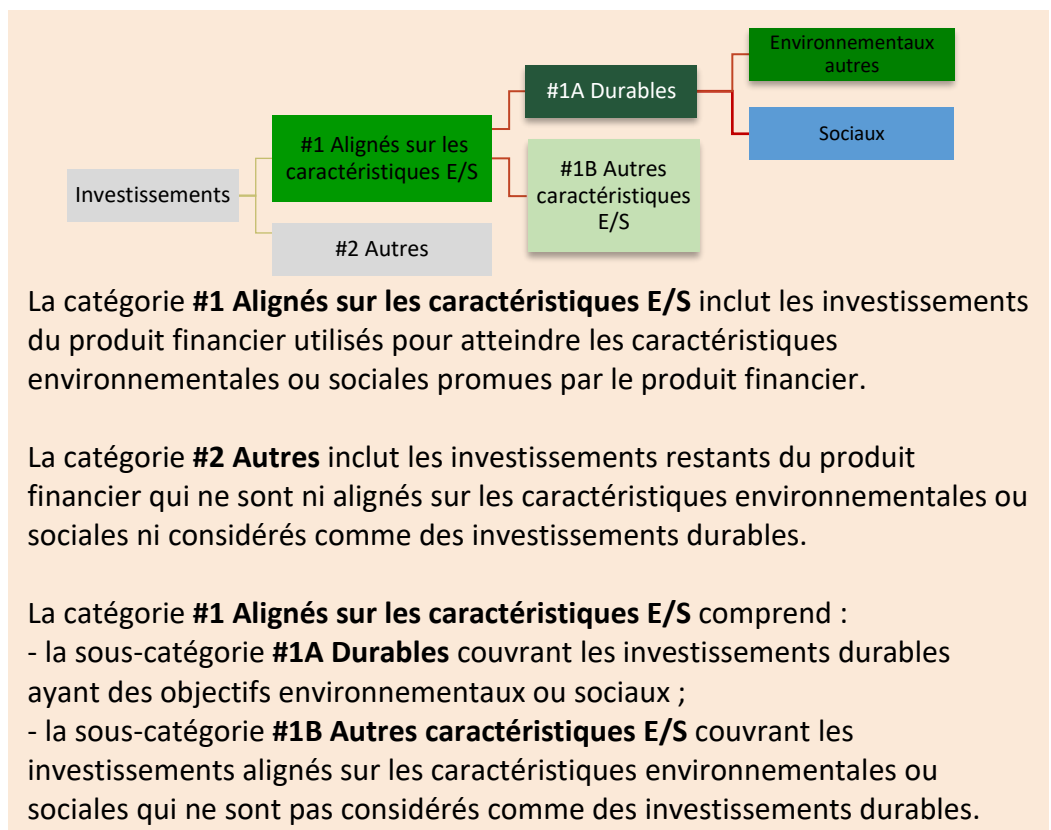 Environnementaux
autres
#1A Durables
Sociaux
#1 Alignés sur les
caractéristiques E/S
#1B Autres
caractéristiques
E/S
Investissements
#2 Autres
La catégorie #1 Alignés sur les caractéristiques E/S inclut les investissements
du produit financier utilisés pour atteindre les caractéristiques
environnementales ou sociales promues par le produit financier.
La catégorie #2 Autres inclut les investissements restants du produit
financier qui ne sont ni alignés sur les caractéristiques environnementales ou
sociales ni considérés comme des investissements durables.
La catégorie #1 Alignés sur les caractéristiques E/S comprend :
- la sous-catégorie #1A Durables couvrant les investissements durables
ayant des objectifs environnementaux ou sociaux ;
- la sous-catégorie #1B Autres caractéristiques E/S couvrant les
investissements alignés sur les caractéristiques environnementales ou
sociales qui ne sont pas considérés comme des investissements durables.